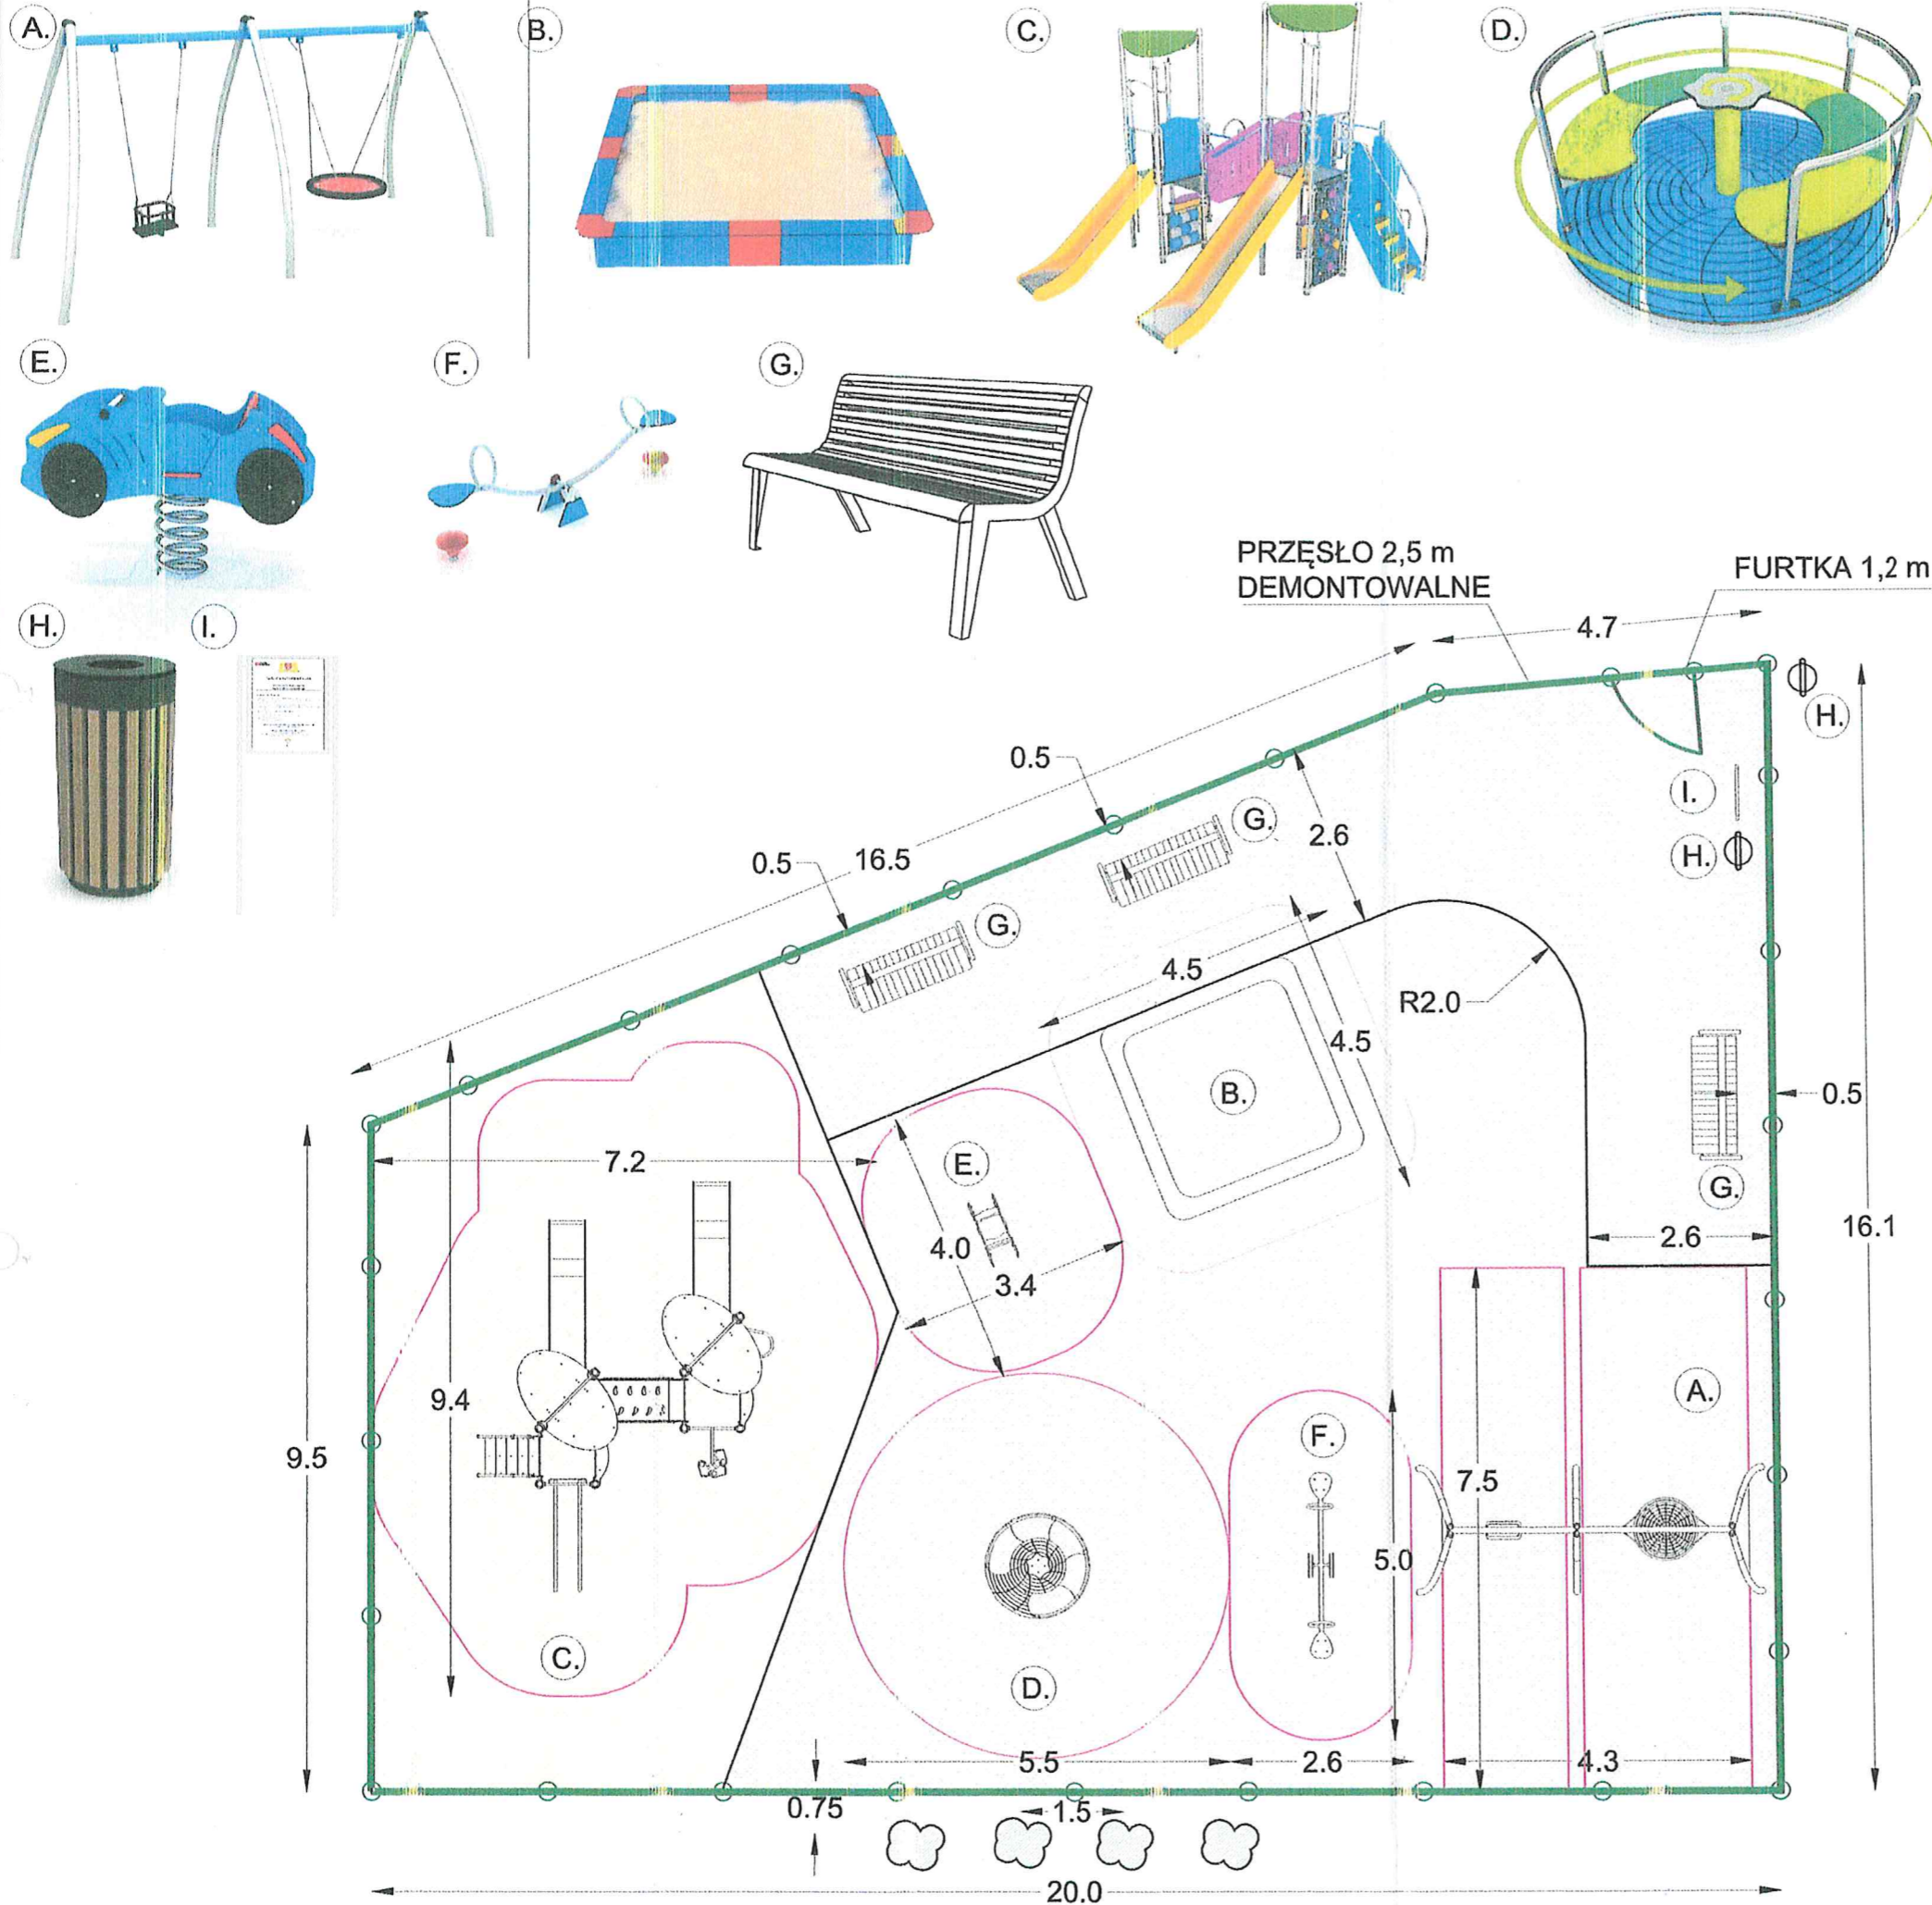 A.
B.
C.
D.
E.
F.
G.
H.
I.
PRZĘSŁO 2,5 m
DEMONTOWALNE
FURTKA 1,2 m
4.7
H.
0.5
I.
G.
2.6
H.
0.5
16.5
G.
4.5
R2.0
4.5
B.
0.5
7.2
E.
G.
16.1
4.0
2.6
3.4
A.
9.4
F.
9.5
7.5
5.0
C.
D.
5.5
2.6
4.3
0.75
1.5
20.0